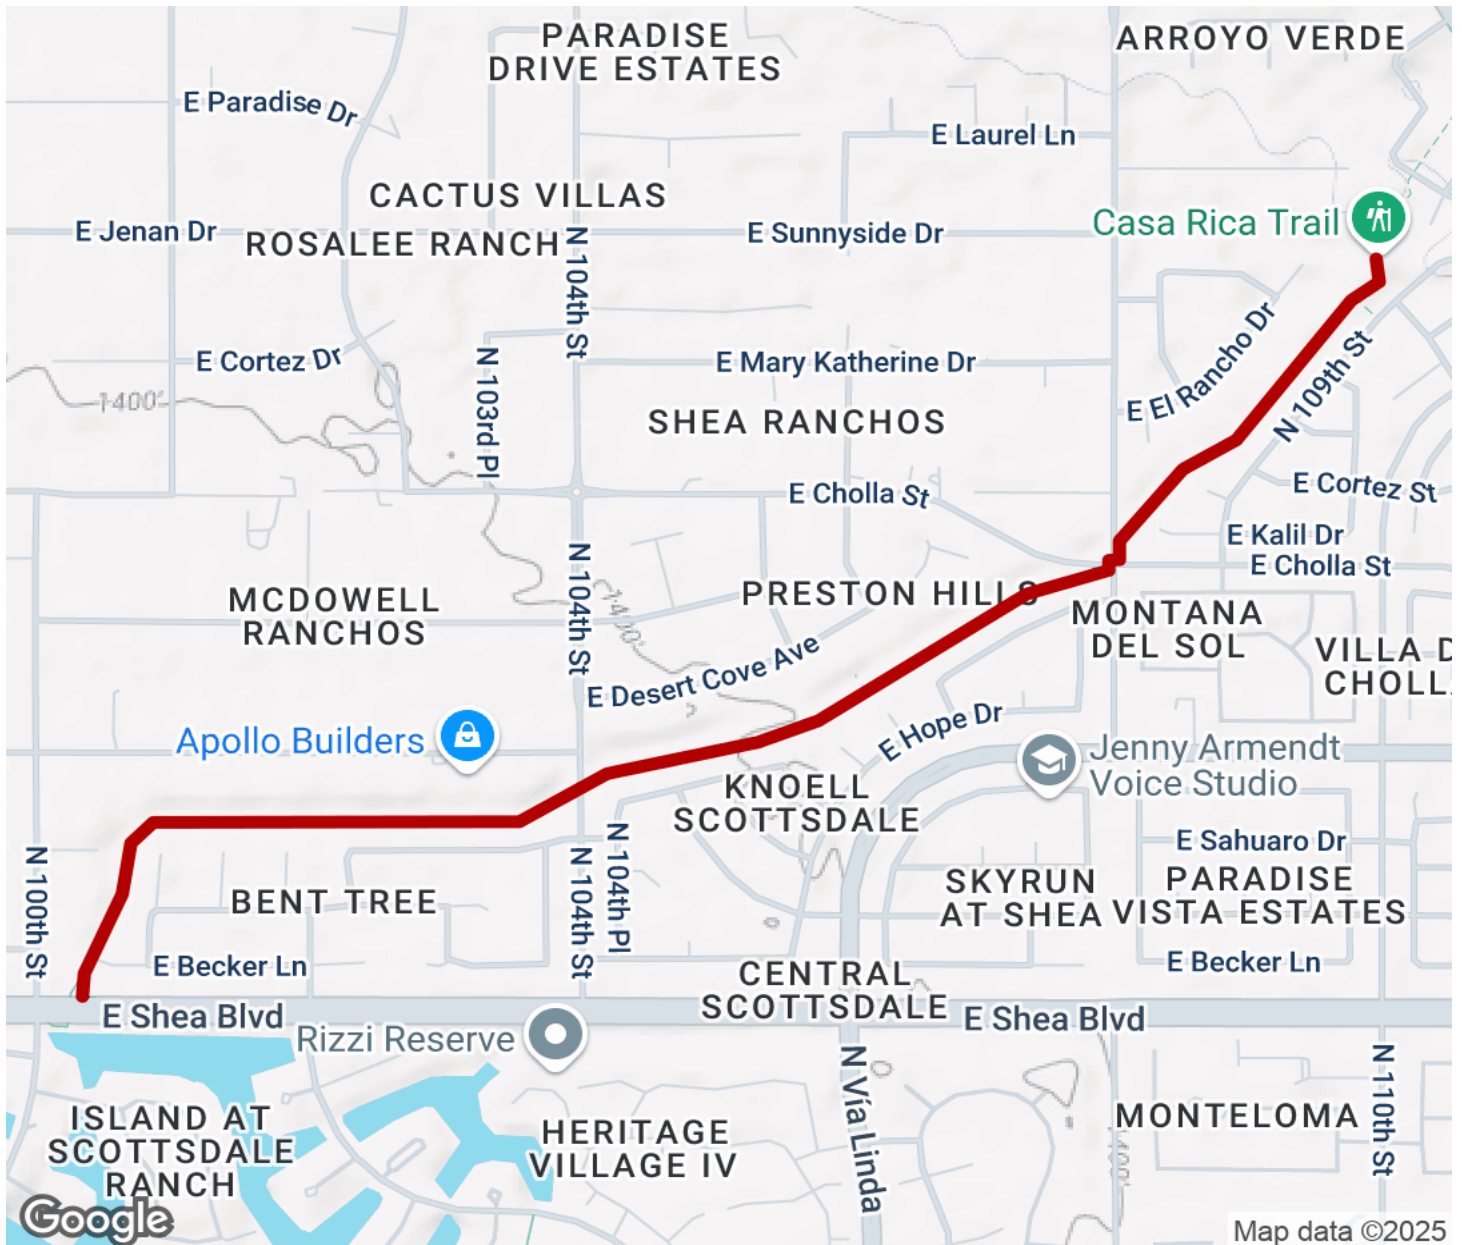 PARADISE
DRIVE ESTATES
ARROYO VERDE
E Paradise Dr
E Laurel Ln
CACTUS VILLAS
E Jenan Dr
ROSALEE RANCH
N 104th St
E Sunnyside Dr
Casa Rica Trail
E Cortez Dr
N 103rd Pl
E Mary Katherine Dr
E El Rancho Dr
N 109th St
1400'
SHEA RANCHOS
E Cholla St
E Cortez St
E Kalil Dr
E Cholla St
N 104th St
1400'
MCDOWELL
RANCHOS
PRESTON HILLS
MONTANA
DEL SOL
VILLA D
CHOLL
E Desert Cove Ave
Apollo Builders
E Hope Dr
Jenny Armendt
Voice Studio
KNOELL
SCOTTSDALE
N 100th St
N 104th St
N 104th Pl
E Sahuaro Dr
BENT TREE
SKYRUN
AT SHEA
PARADISE
VISTA ESTATES
E Becker Ln
E Becker Ln
CENTRAL
SCOTTSDALE
E Shea Blvd
E Shea Blvd
Rizzi Reserve
N Vía Linda
N 110th St
ISLAND AT
SCOTTSDALE
RANCH
HERITAGE
VILLAGE IV
MONTELOMA
1400'
Google
Map data ©2025